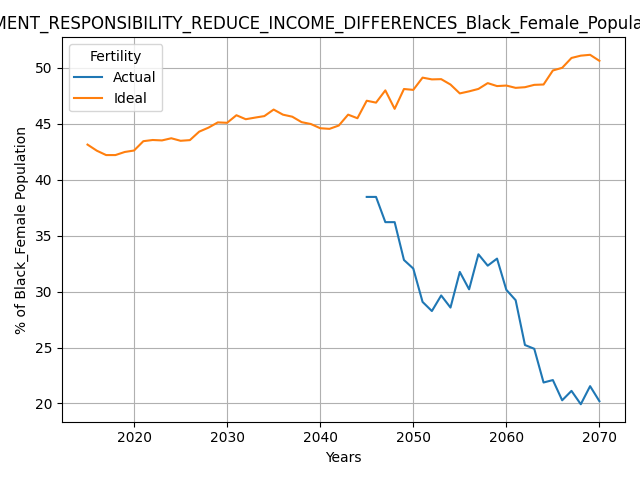 MENT_RESPONSIBILITY_REDUCE_INCOME_DIFFERENCES_Black_Female_Popula
Fertility
Actual
Ideal
% of Black_Female Population
50
45
40
35
30
25
20
2020 2030 2040 2050 2060 2070
Years